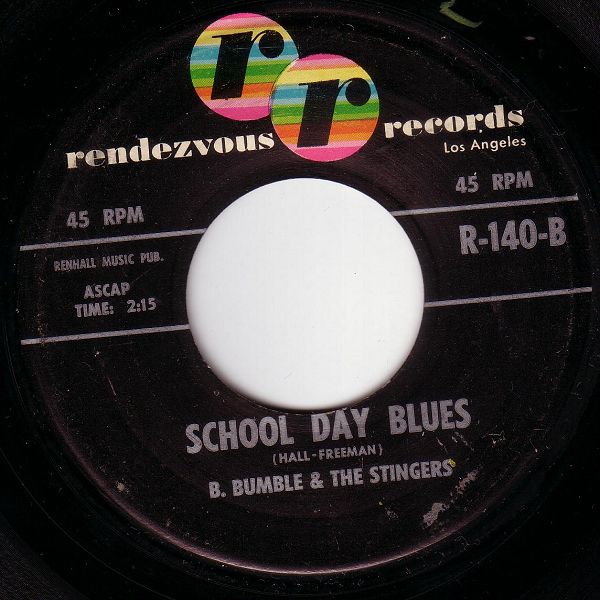 r r
rendezvous records
Los Angeles
45 RPM 45 RPM
R-140-B
RENHALL MUSIC PUB.
ASCAP
TIME: 2:15
SCHOOL DAY BLUES
(HALL-FREEMAN)
B. BUMBLE & THE STINGERS